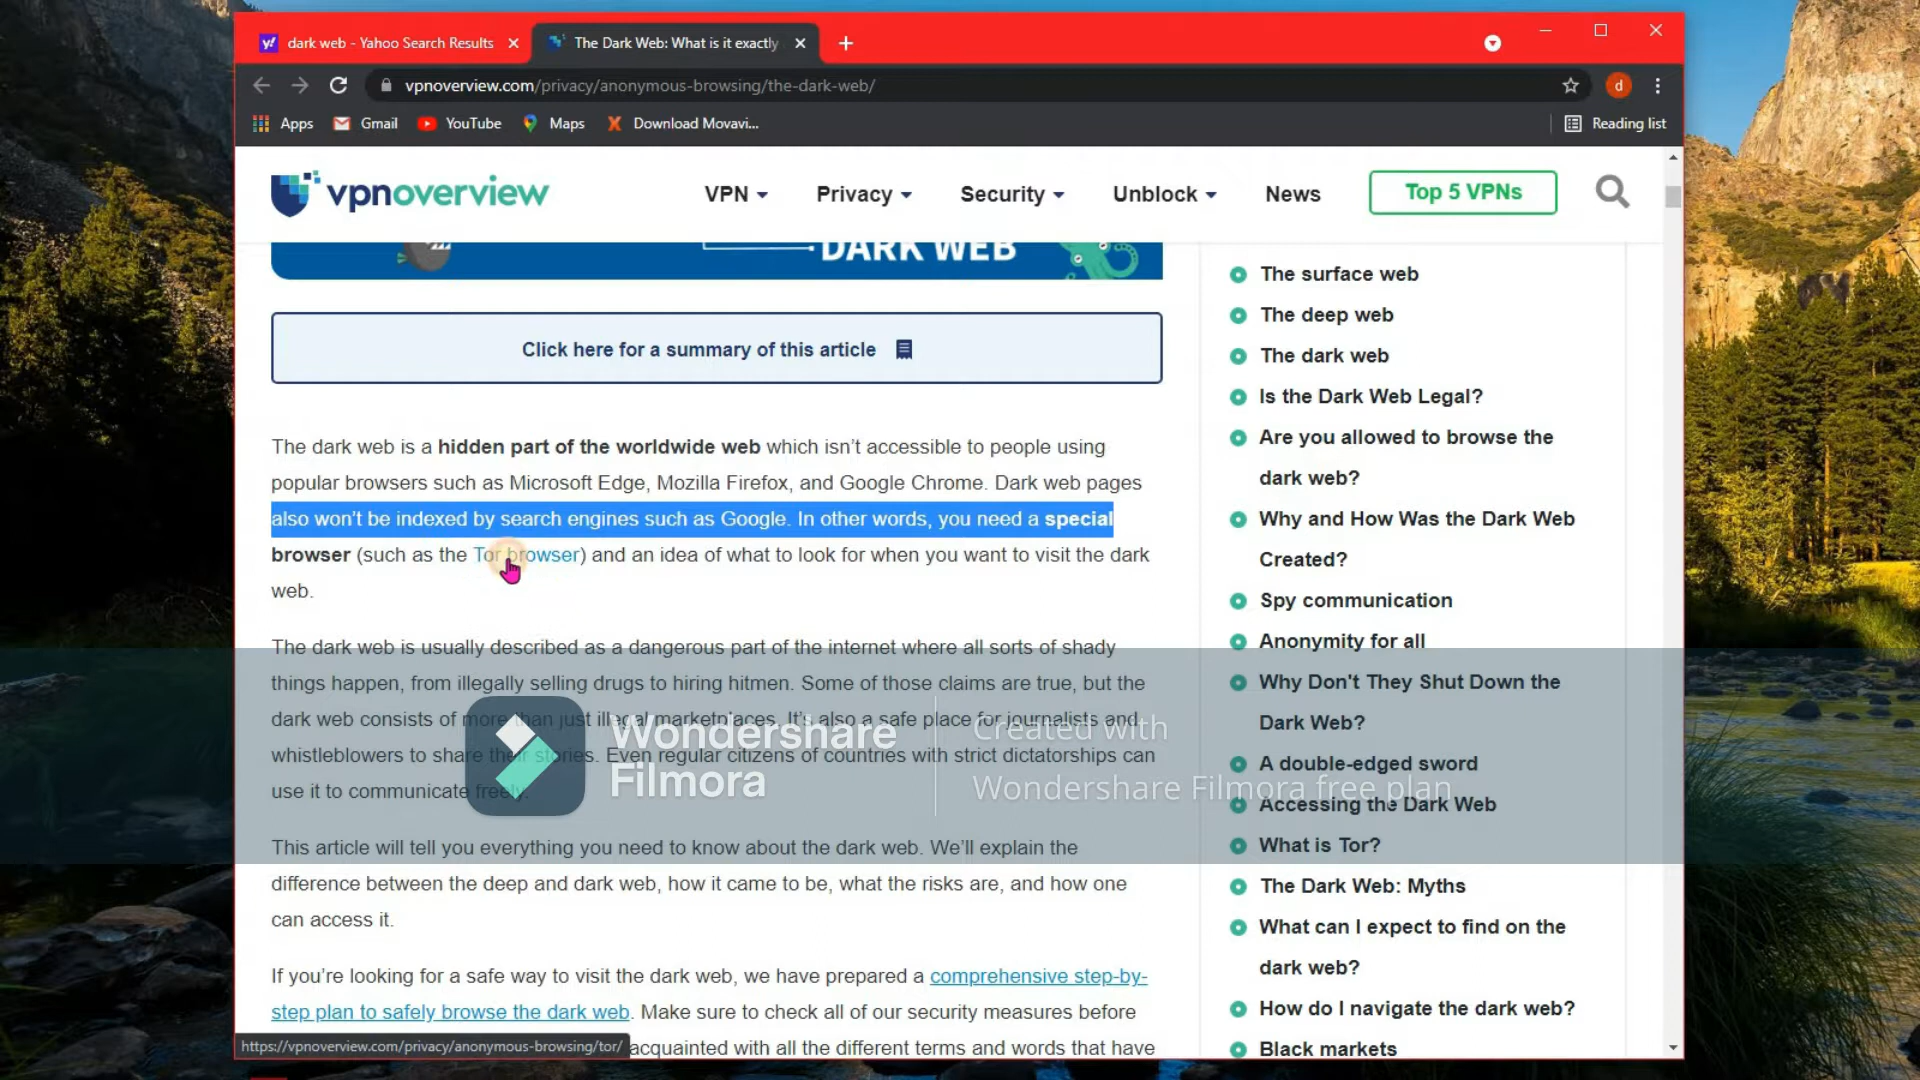 dark web - Yahoo Search Results
The Dark Web: What is it exactly
vpnoverview.com/privacy/anonymous-browsing/the-dark-web/
d
Apps
Gmail
YouTube
Maps
Download Movavi...
Reading list
vpnoverview
VPN
Privacy
Security
Unblock
News
Top 5 VPNs
DARK WEB
Click here for a summary of this article
The dark web is a hidden part of the worldwide web which isn’t accessible to people using
popular browsers such as Microsoft Edge, Mozilla Firefox, and Google Chrome. Dark web pages
also won’t be indexed by search engines such as Google. In other words, you need a special
browser (such as the Tor browser) and an idea of what to look for when you want to visit the dark
web.
The dark web is usually described as a dangerous part of the internet where all sorts of shady
things happen, from illegally selling drugs to hiring hitmen. Some of those claims are true, but the
dark web consists of more than just illegal marketplaces. It’s also a safe place for journalists and
whistleblowers to share their stories. Even regular citizens of countries with strict dictatorships can
use it to communicate freely.
This article will tell you everything you need to know about the dark web. We’ll explain the
difference between the deep and dark web, how it came to be, what the risks are, and how one
can access it.
If you’re looking for a safe way to visit the dark web, we have prepared a comprehensive step-by-
step plan to safely browse the dark web. Make sure to check all of our security measures before
acquainted with all the different terms and words that have
The surface web
The deep web
The dark web
Is the Dark Web Legal?
Are you allowed to browse the
dark web?
Why and How Was the Dark Web
Created?
Spy communication
Anonymity for all
Why Don't They Shut Down the
Dark Web?
A double-edged sword
Accessing the Dark Web
What is Tor?
The Dark Web: Myths
What can I expect to find on the
dark web?
How do I navigate the dark web?
Black markets
Wondershare
Filmora
Created with
Wondershare Filmora free plan
https://vpnoverview.com/privacy/anonymous-browsing/tor/